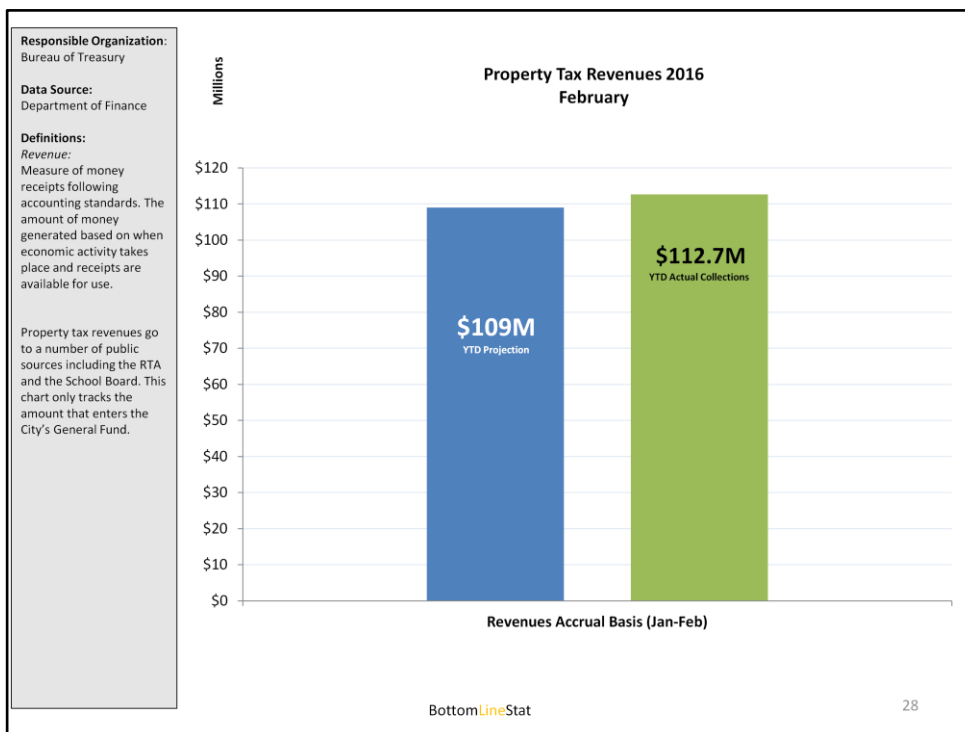 Responsible Organization:
Bureau of Treasury
Data Source:
Department of Finance
Definitions:
Revenue:
Measure of money
receipts following
accounting standards. The
amount of money
generated based on when
economic activity takes
place and receipts are
available for use.
Property tax revenues go
to a number of public
sources including the RTA
and the School Board. This
chart only tracks the
amount that enters the
City's General Fund.
Millions
Property Tax Revenues 2016
February
$120
$110
$100
$90
$80
$70
$60
$50
$40
$30
$20
$10
$0
$109M
YTD Projection
$112.7M
YTD Actual Collections
Revenues Accrual Basis (Jan-Feb)
BottomLineStat
28